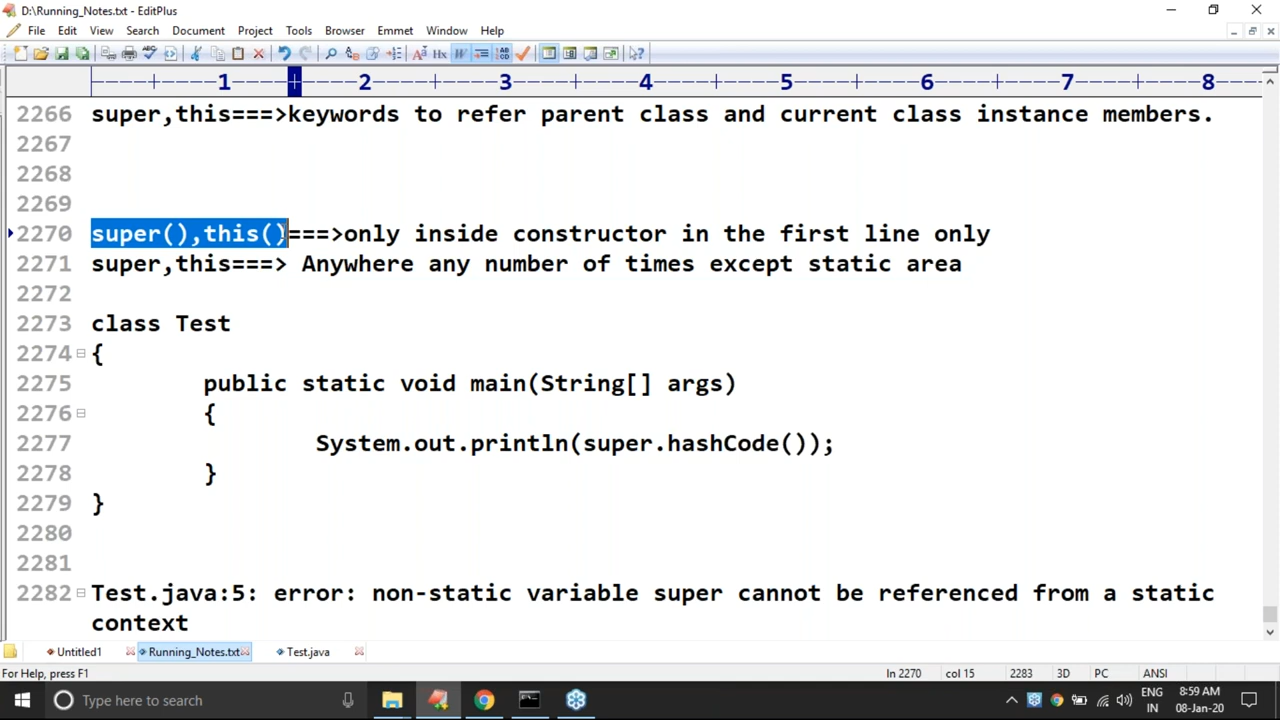 D:\Running_Notes.txt - EditPlus
File Edit View Search Document Project Tools Browser Emmet Window Help
1 2 3 4 5 6 7 8
2266 super,this===>keywords to refer parent class and current class instance members.
2267
2268
2269
2270 super(),this()===>only inside constructor in the first line only
2271 super,this===> Anywhere any number of times except static area
2272
2273 class Test
2274 {
2275 public static void main(String[] args)
2276 {
2277 System.out.println(super.hashCode());
2278 }
2279 }
2280
2281
2282 Test.java:5: error: non-static variable super cannot be referenced from a static
context
Untitled1 Running_Notes.txt Test.java
For Help, press F1 ln 2270 col 15 2283 3D PC ANSI
Type here to search ENG 8:59 AM
IN 08-Jan-20